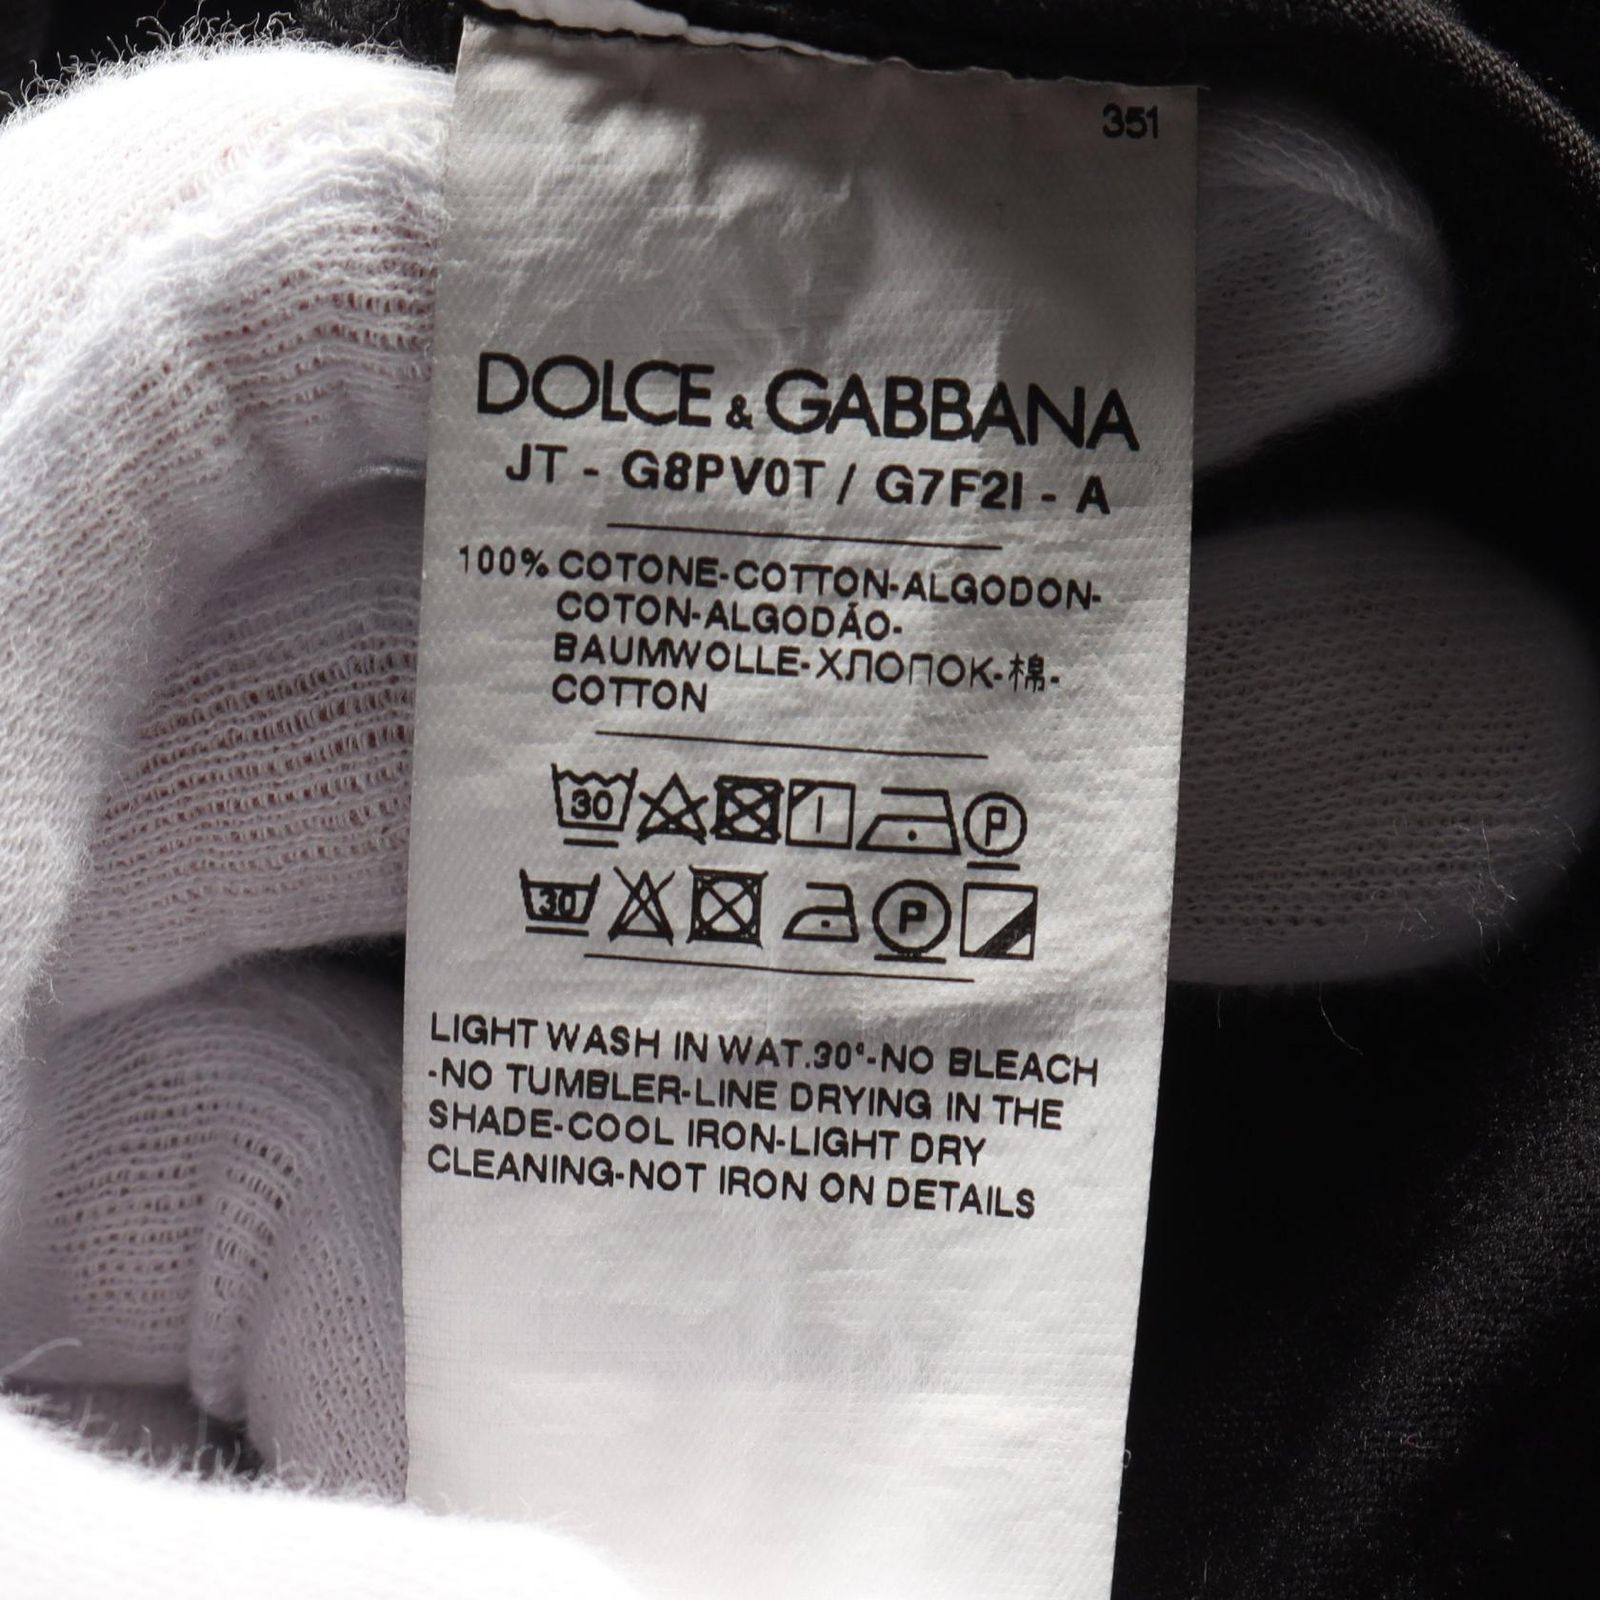 351
DOLCE & GABBANA
JT - G8PV0T / G7F2I - A
100% COTONE-COTTON-ALGODON-
COTON-ALGODÃO-
BAUMWOLLE-ХЛОПОК-棉-
COTTON
30 P
30 P
LIGHT WASH IN WAT.30°-NO BLEACH
-NO TUMBLER-LINE DRYING IN THE
SHADE-COOL IRON-LIGHT DRY
CLEANING-NOT IRON ON DETAILS